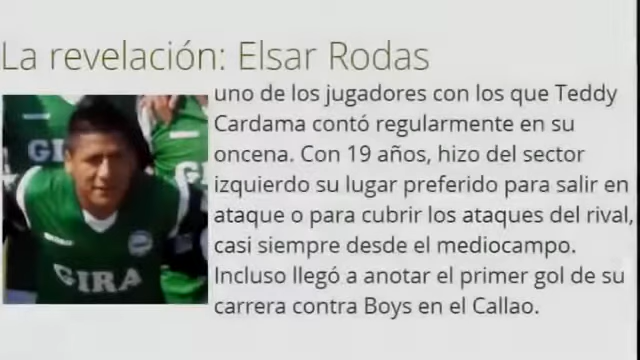 La revelación: Elsar Rodas
uno de los jugadores con los que Teddy
Cardama contó regularmente en su
oncena. Con 19 años, hizo del sector
izquierdo su lugar preferido para salir en
ataque o para cubrir los ataques del rival,
casi siempre desde el mediocampo.
Incluso llegó a anotar el primer gol de su
carrera contra Boys en el Callao.
GI
G
GIRA